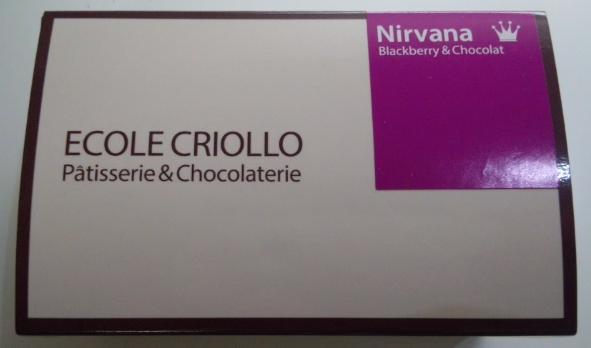 Nirvana
Blackberry & Chocolat
ECOLE CRIOLLO
Pâtisserie & Chocolaterie